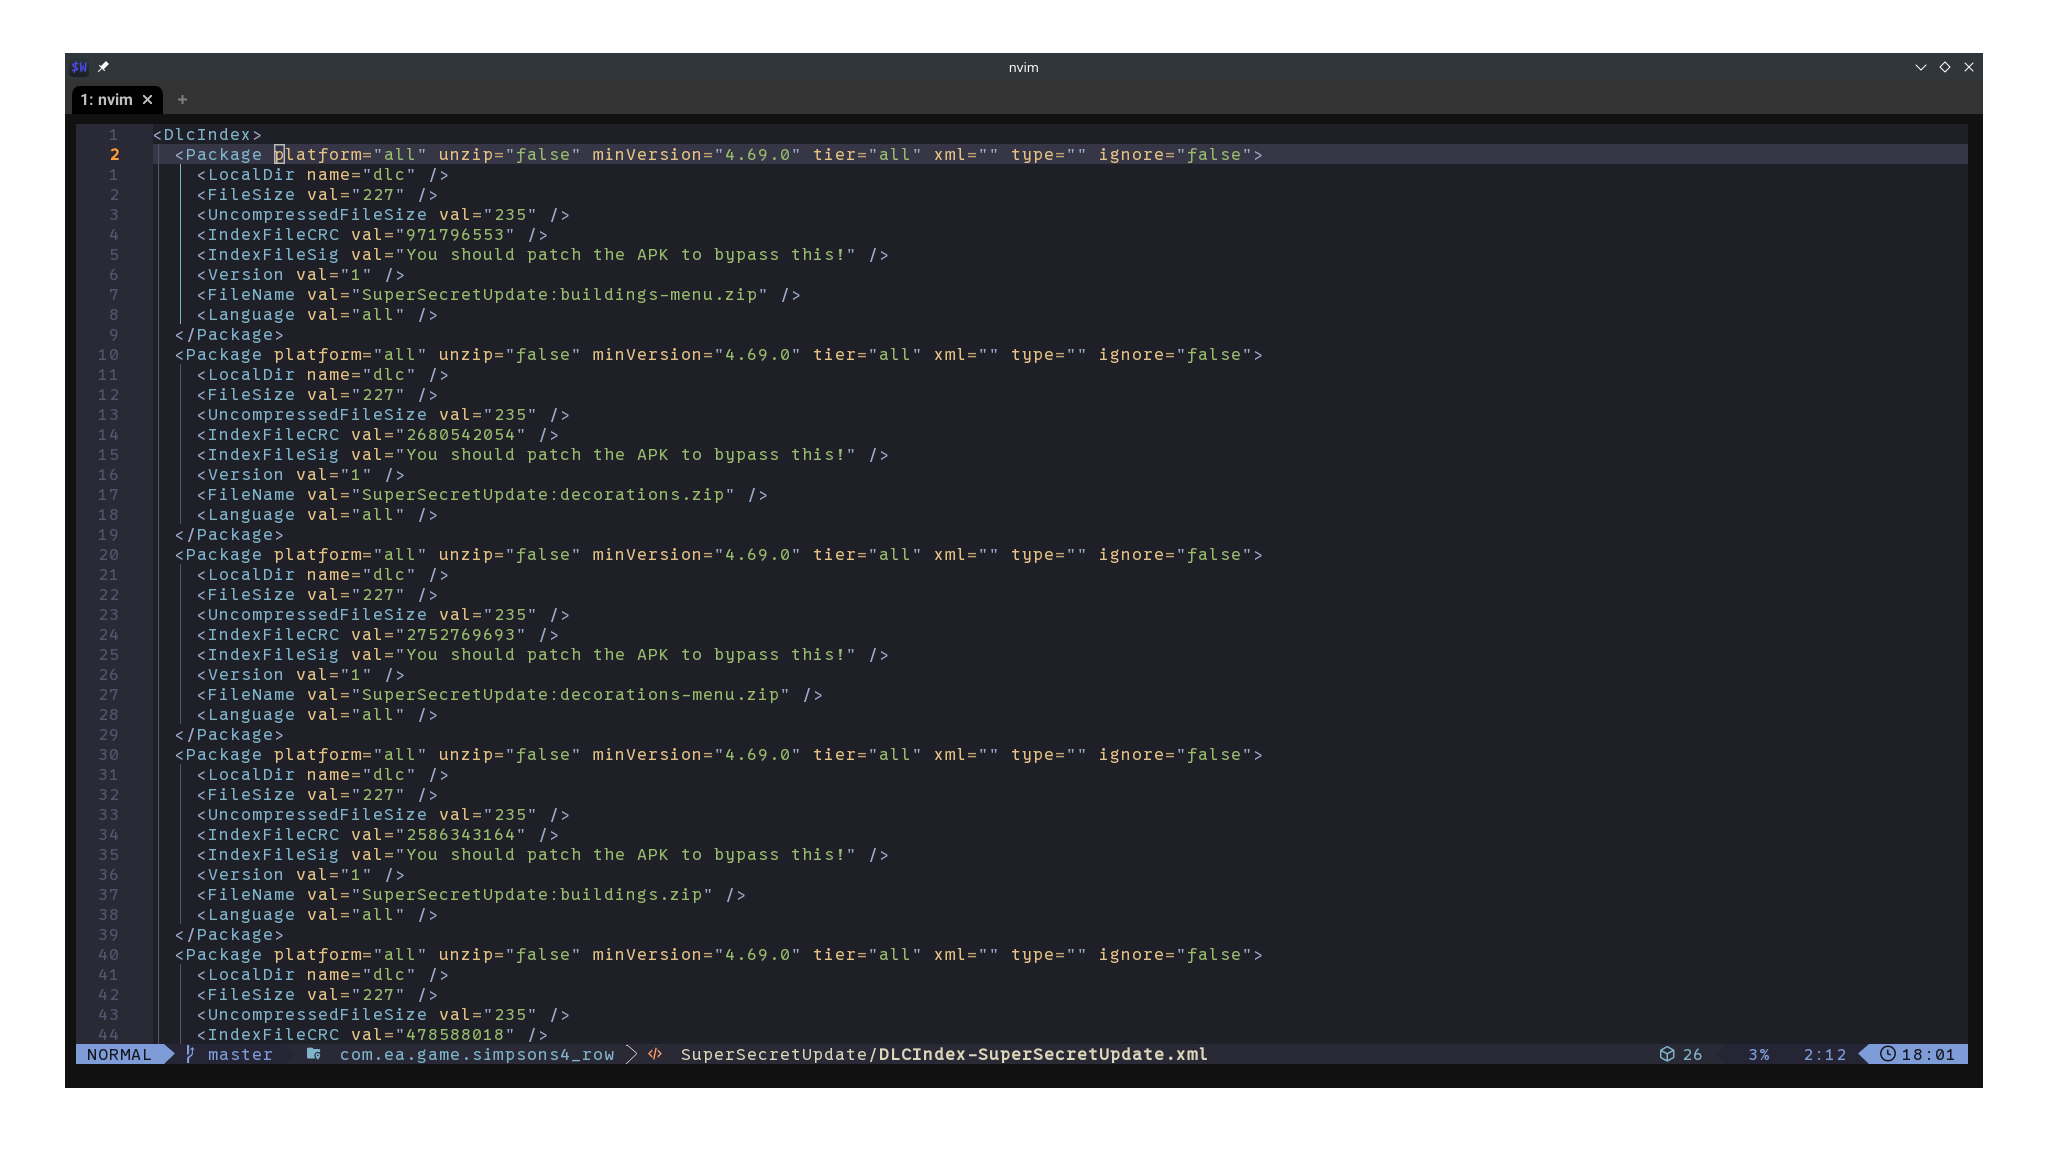 $W nvim
1: nvim × +
1 <DlcIndex>
2 <Package platform="all" unzip="false" minVersion="4.69.0" tier="all" xml="" type="" ignore="false">
1 <LocalDir name="dlc" />
2 <FileSize val="227" />
3 <UncompressedFileSize val="235" />
4 <IndexFileCRC val="971796553" />
5 <IndexFileSig val="You should patch the APK to bypass this!" />
6 <Version val="1" />
7 <FileName val="SuperSecretUpdate:buildings-menu.zip" />
8 <Language val="all" />
9 </Package>
10 <Package platform="all" unzip="false" minVersion="4.69.0" tier="all" xml="" type="" ignore="false">
11 <LocalDir name="dlc" />
12 <FileSize val="227" />
13 <UncompressedFileSize val="235" />
14 <IndexFileCRC val="2680542054" />
15 <IndexFileSig val="You should patch the APK to bypass this!" />
16 <Version val="1" />
17 <FileName val="SuperSecretUpdate:decorations.zip" />
18 <Language val="all" />
19 </Package>
20 <Package platform="all" unzip="false" minVersion="4.69.0" tier="all" xml="" type="" ignore="false">
21 <LocalDir name="dlc" />
22 <FileSize val="227" />
23 <UncompressedFileSize val="235" />
24 <IndexFileCRC val="2752769693" />
25 <IndexFileSig val="You should patch the APK to bypass this!" />
26 <Version val="1" />
27 <FileName val="SuperSecretUpdate:decorations-menu.zip" />
28 <Language val="all" />
29 </Package>
30 <Package platform="all" unzip="false" minVersion="4.69.0" tier="all" xml="" type="" ignore="false">
31 <LocalDir name="dlc" />
32 <FileSize val="227" />
33 <UncompressedFileSize val="235" />
34 <IndexFileCRC val="2586343164" />
35 <IndexFileSig val="You should patch the APK to bypass this!" />
36 <Version val="1" />
37 <FileName val="SuperSecretUpdate:buildings.zip" />
38 <Language val="all" />
39 </Package>
40 <Package platform="all" unzip="false" minVersion="4.69.0" tier="all" xml="" type="" ignore="false">
41 <LocalDir name="dlc" />
42 <FileSize val="227" />
43 <UncompressedFileSize val="235" />
44 <IndexFileCRC val="478588018" />
NORMAL master com.ea.game.simpsons4_row </> SuperSecretUpdate/DLCIndex-SuperSecretUpdate.xml 26 3% 2:12 18:01